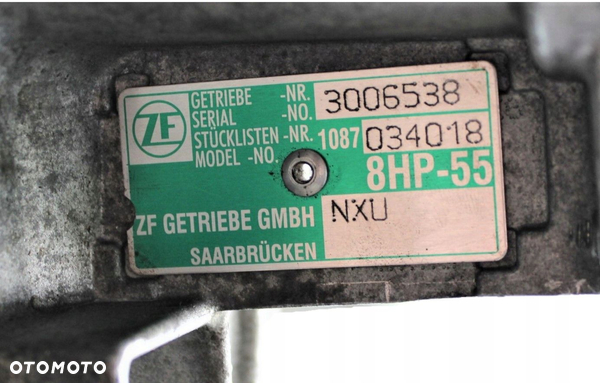 ZF
GETRIEBE -NR. 3006538
SERIAL -NO.
STÜCKLISTEN -NR. 1087 034018
MODEL -NO.
8HP-55
ZF GETRIEBE GMBH NXU
SAARBRÜCKEN
OTOMOTO